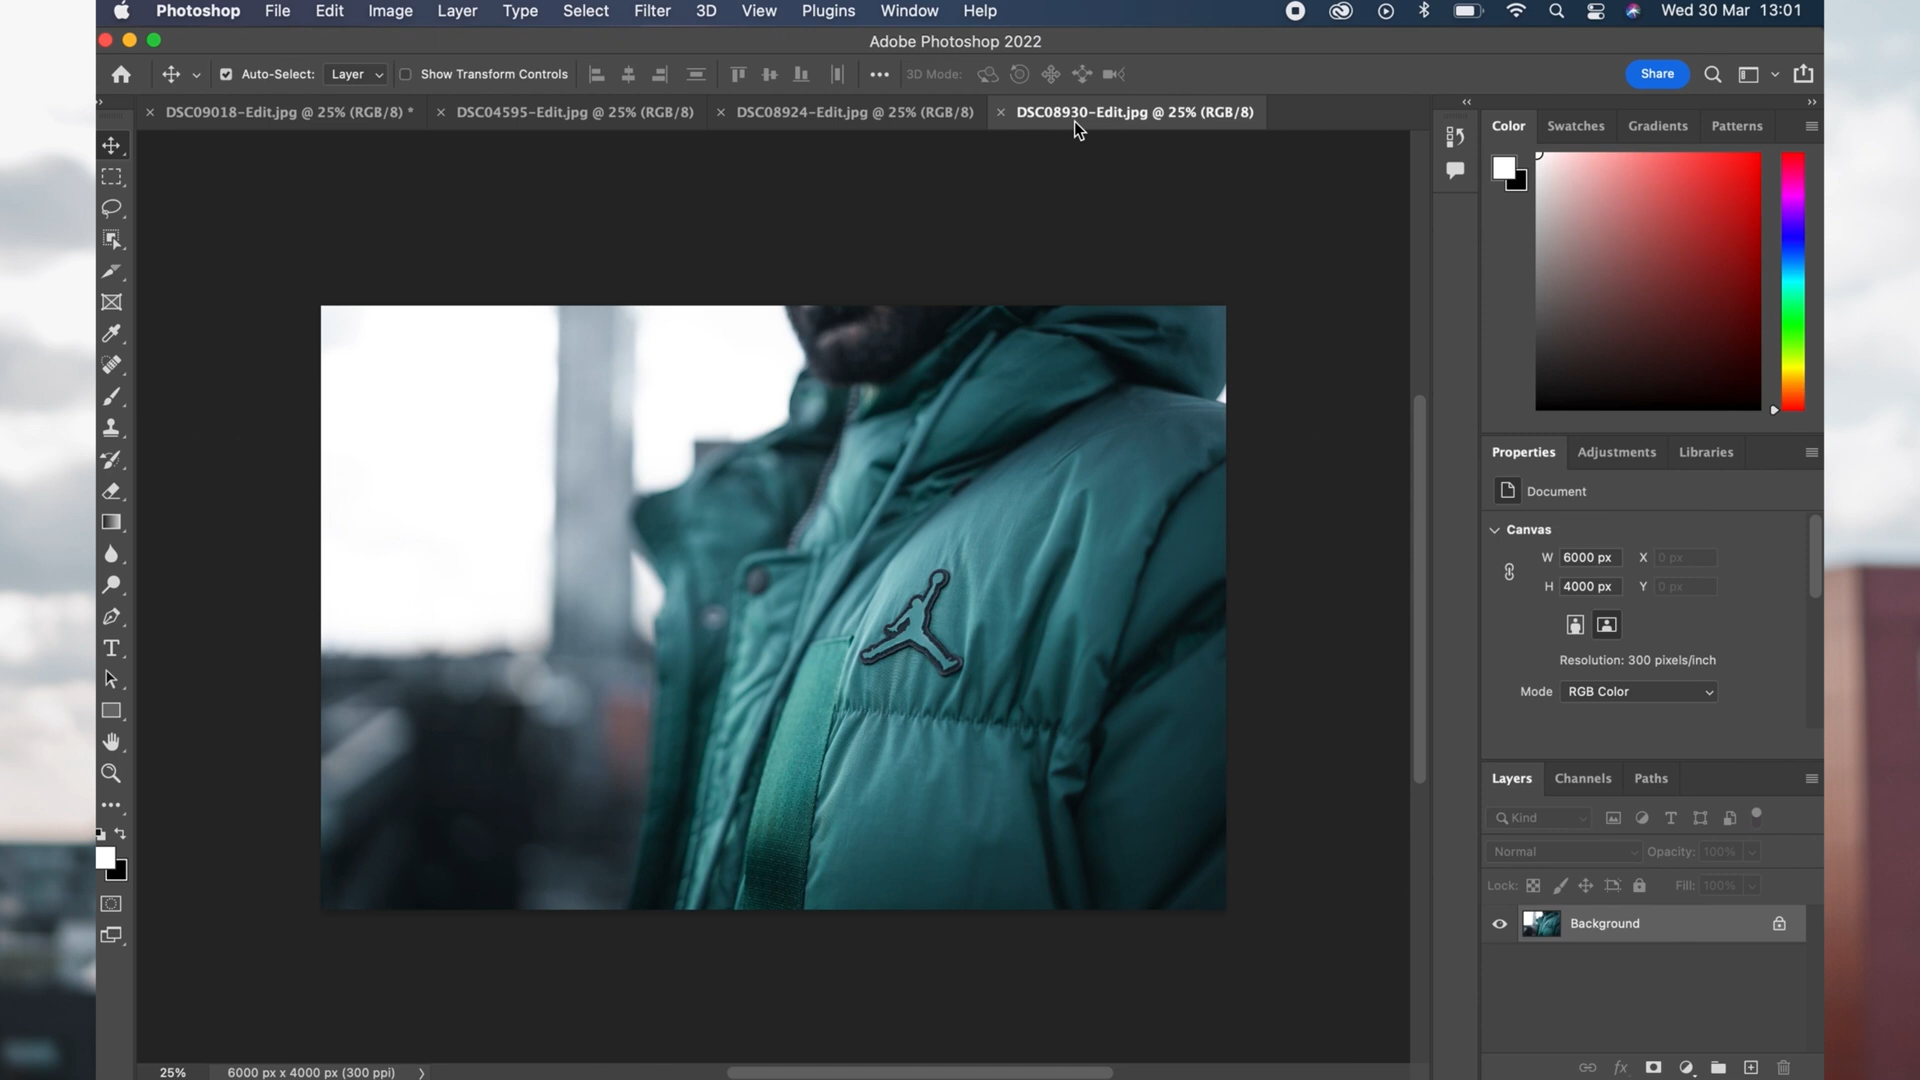 Photoshop File Edit Image Layer Type Select Filter 3D View Plugins Window Help Wed 30 Mar 13:01
Adobe Photoshop 2022
Auto-Select: Layer Show Transform Controls 3D Mode: Share
DSC09018-Edit.jpg @ 25% (RGB/8) * DSC04595-Edit.jpg @ 25% (RGB/8) DSC08924-Edit.jpg @ 25% (RGB/8) DSC08930-Edit.jpg @ 25% (RGB/8)
Color Swatches Gradients Patterns
Properties Adjustments Libraries
Document
Canvas
W 6000 px X 0 px
H 4000 px Y 0 px
Resolution: 300 pixels/inch
Mode RGB Color
Layers Channels Paths
Kind
Normal Opacity: 100%
Lock: Fill: 100%
Background
25% 6000 px x 4000 px (300 ppi)